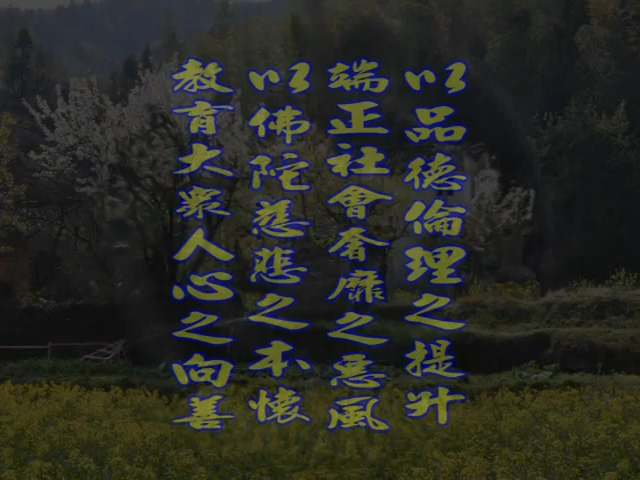 以品德倫理之提升
端正社會奢靡之惡風
以佛陀慈悲之本懷
教育大眾人心之向善